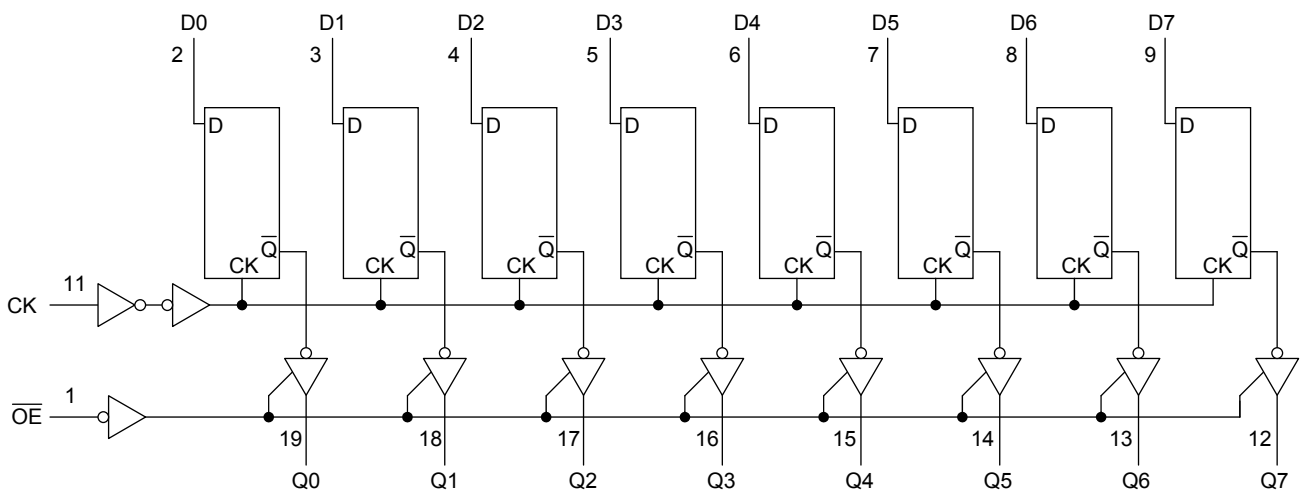 D0 D1 D2 D3 D4 D5 D6 D7
2 3 4 5 6 7 8 9
D D D D D D D D
Q̅ Q̅ Q̅ Q̅ Q̅ Q̅ Q̅ Q̅
CK CK CK CK CK CK CK CK
11
CK
1
O̅E̅
19 18 17 16 15 14 13 12
Q0 Q1 Q2 Q3 Q4 Q5 Q6 Q7